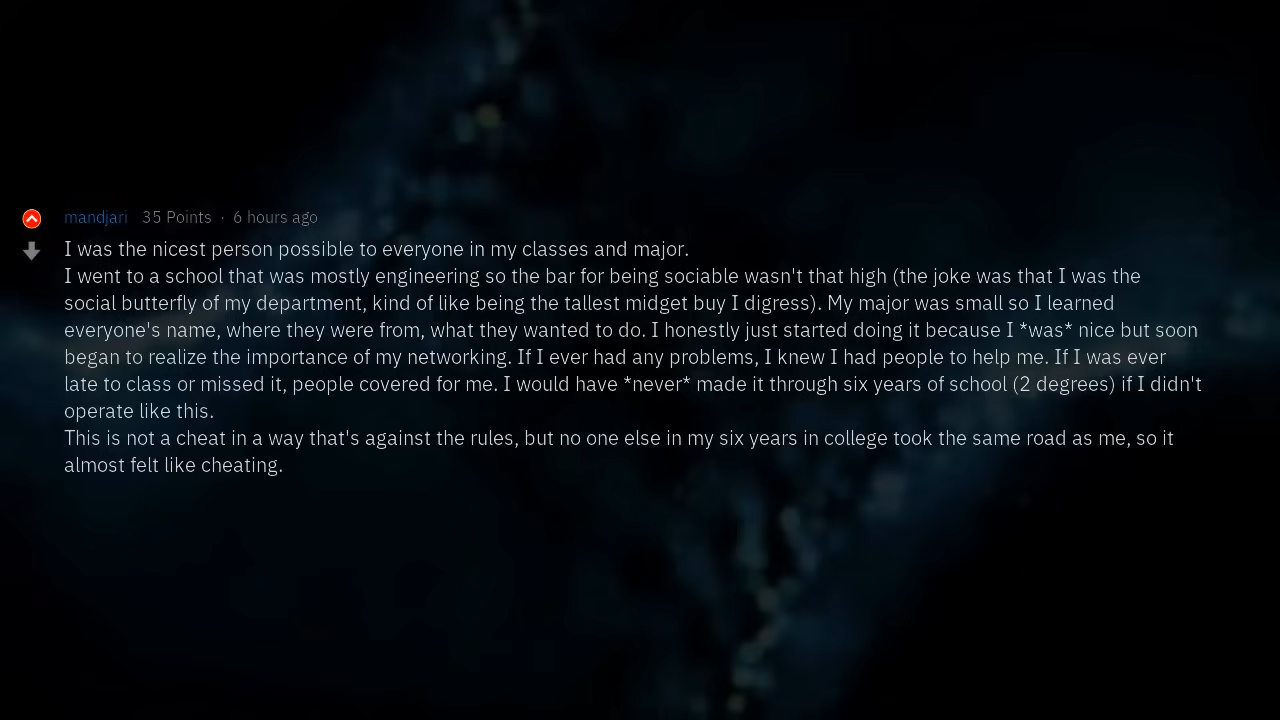 mandjari 35 Points · 6 hours ago
I was the nicest person possible to everyone in my classes and major.
I went to a school that was mostly engineering so the bar for being sociable wasn't that high (the joke was that I was the
social butterfly of my department, kind of like being the tallest midget buy I digress). My major was small so I learned
everyone's name, where they were from, what they wanted to do. I honestly just started doing it because I *was* nice but soon
began to realize the importance of my networking. If I ever had any problems, I knew I had people to help me. If I was ever
late to class or missed it, people covered for me. I would have *never* made it through six years of school (2 degrees) if I didn't
operate like this.
This is not a cheat in a way that's against the rules, but no one else in my six years in college took the same road as me, so it
almost felt like cheating.